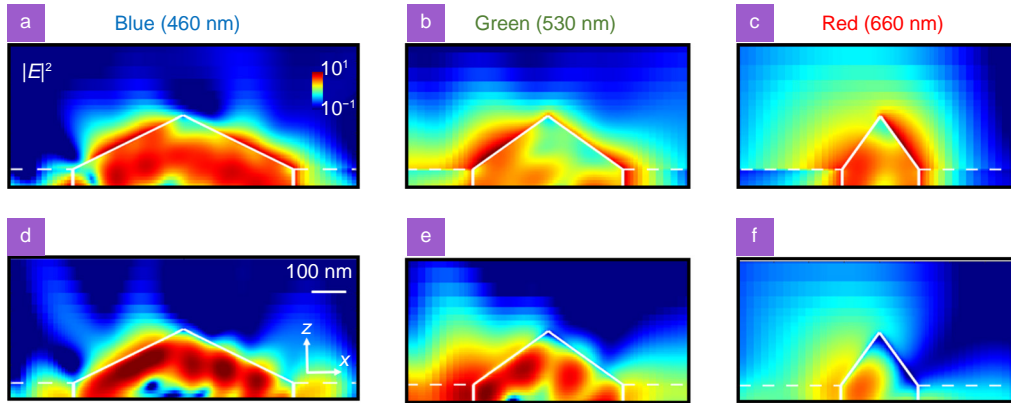 a
Blue (460 nm)
b
Green (530 nm)
c
Red (660 nm)
|E|²
10¹
10⁻¹
d
100 nm
z
x
e
f